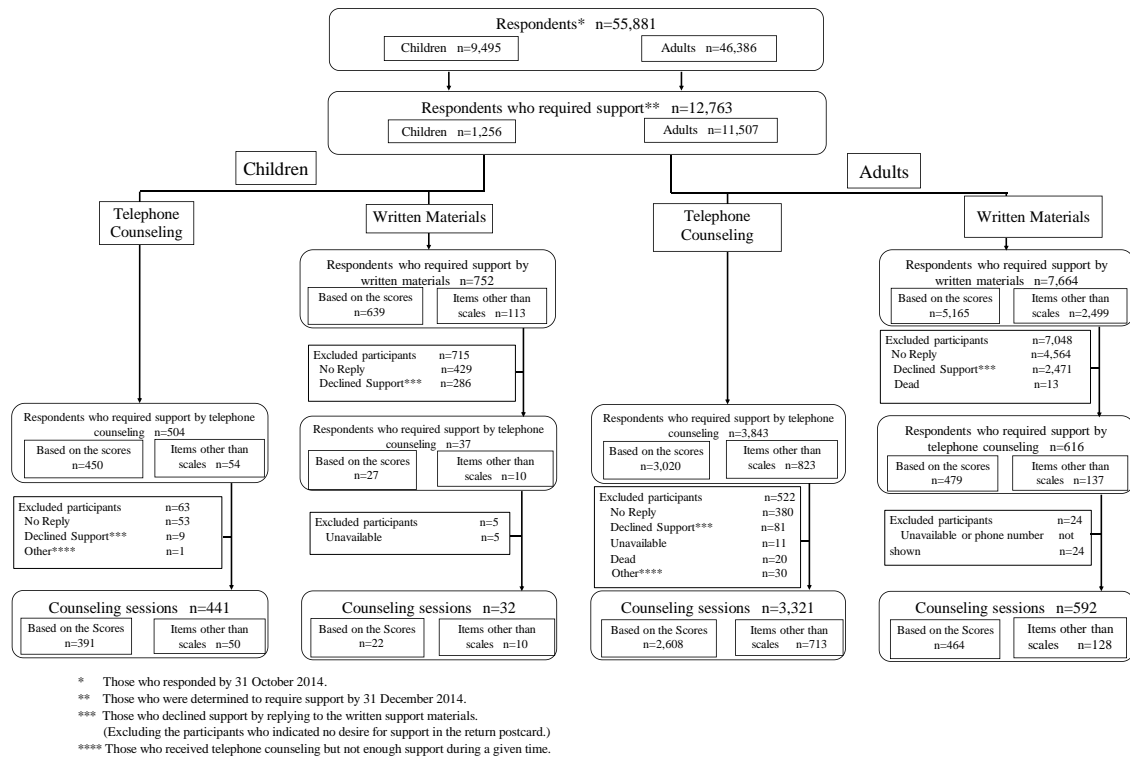 Respondents* n=55,881
Children n=9,495
Adults n=46,386
Respondents who required support** n=12,763
Children n=1,256
Adults n=11,507
Children
Adults
Telephone
Counseling
Written Materials
Telephone
Counseling
Written Materials
Respondents who required support by
written materials n=752
Based on the scores
n=639
Items other than
scales n=113
Respondents who required support by
written materials n=7,664
Based on the scores
n=5,165
Items other than
scales n=2,499
Excluded participants n=715
No Reply n=429
Declined Support*** n=286
Excluded participants n=7,048
No Reply n=4,564
Declined Support*** n=2,471
Dead n=13
Respondents who required support by telephone
counseling n=504
Based on the scores
n=450
Items other than
scales n=54
Respondents who required support by telephone
counseling n=37
Based on the scores
n=27
Items other than
scales n=10
Respondents who required support by telephone
counseling n=3,843
Based on the scores
n=3,020
Items other than
scales n=823
Respondents who required support by
telephone counseling n=616
Based on the scores
n=479
Items other than
scales n=137
Excluded participants n=63
No Reply n=53
Declined Support*** n=9
Other**** n=1
Excluded participants n=5
Unavailable n=5
Excluded participants n=522
No Reply n=380
Declined Support*** n=81
Unavailable n=11
Dead n=20
Other**** n=30
Excluded participants n=24
Unavailable or phone number not
shown n=24
Counseling sessions n=441
Based on the Scores
n=391
Items other than
scales n=50
Counseling sessions n=32
Based on the Scores
n=22
Items other than
scales n=10
Counseling sessions n=3,321
Based on the Scores
n=2,608
Items other than
scales n=713
Counseling sessions n=592
Based on the Scores
n=464
Items other than
scales n=128
* Those who responded by 31 October 2014.
** Those who were determined to require support by 31 December 2014.
*** Those who declined support by replying to the written support materials.
(Excluding the participants who indicated no desire for support in the return postcard.)
**** Those who received telephone counseling but not enough support during a given time.